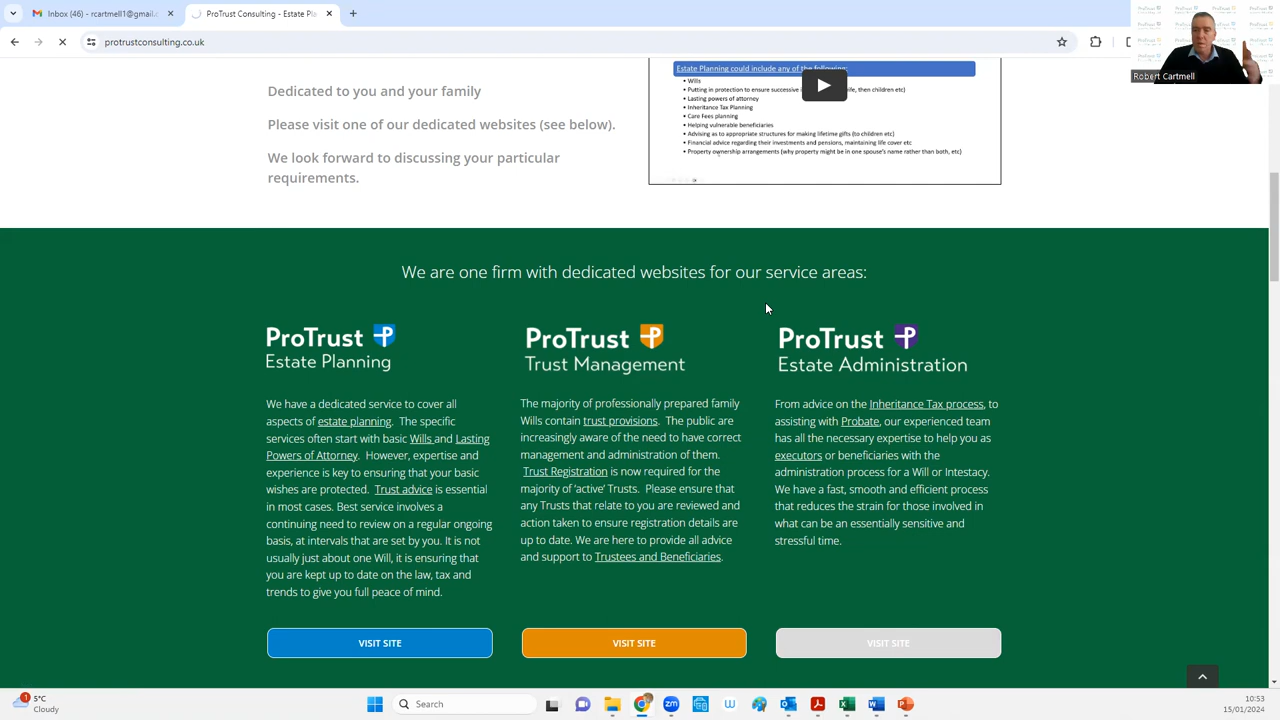 Inbox (46) - rcartmell1@gmail.c
ProTrust Consulting - Estate Pla
protrustconsulting.co.uk
Robert Cartmell
Dedicated to you and your family
Please visit one of our dedicated websites (see below).
We look forward to discussing your particular
requirements.
Estate Planning could include any of the following:
• Wills
• Putting in protection to ensure successive
life, then children etc)
• Lasting powers of attorney
• Inheritance Tax Planning
• Care Fees planning
• Helping vulnerable beneficiaries
• Advising as to appropriate structures for making lifetime gifts (to children etc)
• Financial advice regarding their investments and pensions, maintaining life cover etc
• Property ownership arrangements (why property might be in one spouse's name rather than both, etc)
We are one firm with dedicated websites for our service areas:
ProTrust
Estate Planning
We have a dedicated service to cover all
aspects of estate planning. The specific
services often start with basic Wills and Lasting
Powers of Attorney. However, expertise and
experience is key to ensuring that your basic
wishes are protected. Trust advice is essential
in most cases. Best service involves a
continuing need to review on a regular ongoing
basis, at intervals that are set by you. It is not
usually just about one Will, it is ensuring that
you are kept up to date on the law, tax and
trends to give you full peace of mind.
VISIT SITE
ProTrust
Trust Management
The majority of professionally prepared family
Wills contain trust provisions. The public are
increasingly aware of the need to have correct
management and administration of them.
Trust Registration is now required for the
majority of 'active' Trusts. Please ensure that
any Trusts that relate to you are reviewed and
action taken to ensure registration details are
up to date. We are here to provide all advice
and support to Trustees and Beneficiaries.
VISIT SITE
ProTrust
Estate Administration
From advice on the Inheritance Tax process, to
assisting with Probate, our experienced team
has all the necessary expertise to help you as
executors or beneficiaries with the
administration process for a Will or Intestacy.
We have a fast, smooth and efficient process
that reduces the strain for those involved in
what can be an essentially sensitive and
stressful time.
VISIT SITE
1
5°C
Cloudy
Search
10:53
15/01/2024